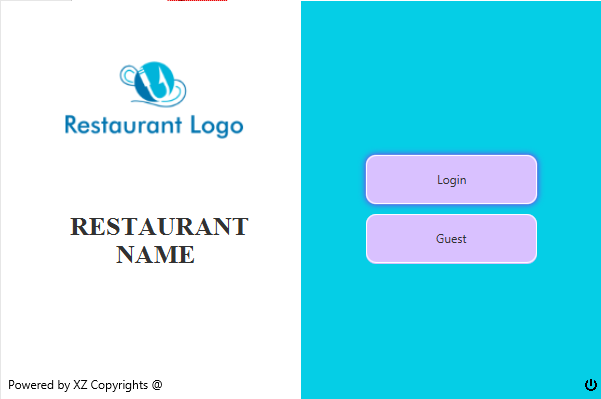 Restaurant Logo
RESTAURANT
NAME
Login
Guest
Powered by XZ Copyrights @